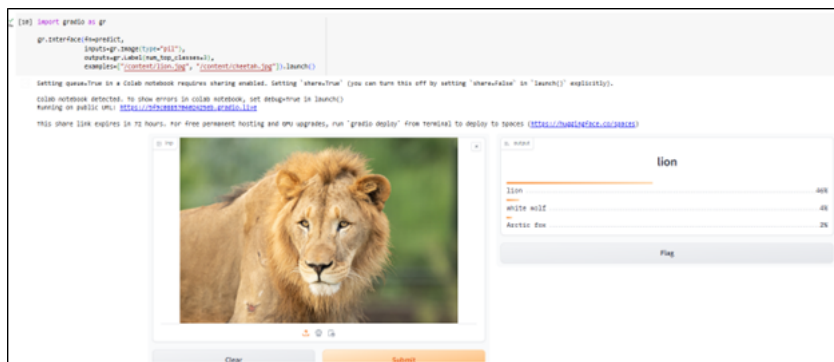 [10] import gradio as gr
gr.Interface(fn=predict,
inputs=gr.Image(type="pil"),
outputs=gr.Label(num_top_classes=3),
examples=["/content/lion.jpg", "/content/cheetah.jpg"]).launch()
Setting queue=True in a Colab notebook requires sharing enabled. Setting `share=True` (you can turn this off by setting `share=False` in `launch()` explicitly).
Colab notebook detected. To show errors in colab notebook, set debug=True in launch()
Running on public URL:
This share link expires in 72 hours. For free permanent hosting and GPU upgrades, run `gradio deploy` from Terminal to deploy to Spaces (https://huggingface.co/spaces)
output
lion
lion
white wolf 4%
Arctic fox 2%
Flag
Clear
Submit